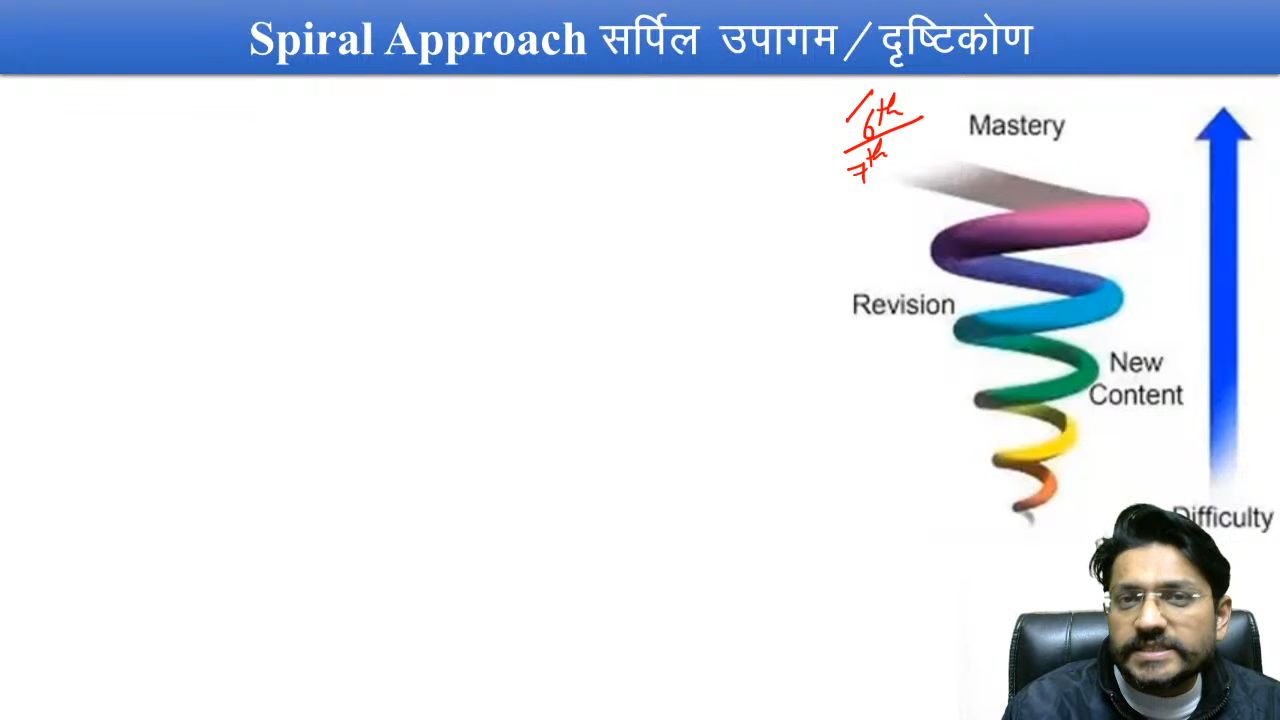 Spiral Approach सर्पिल उपागम/दृष्टिकोण
6th
7th
Mastery
Revision
New
Content
Difficulty